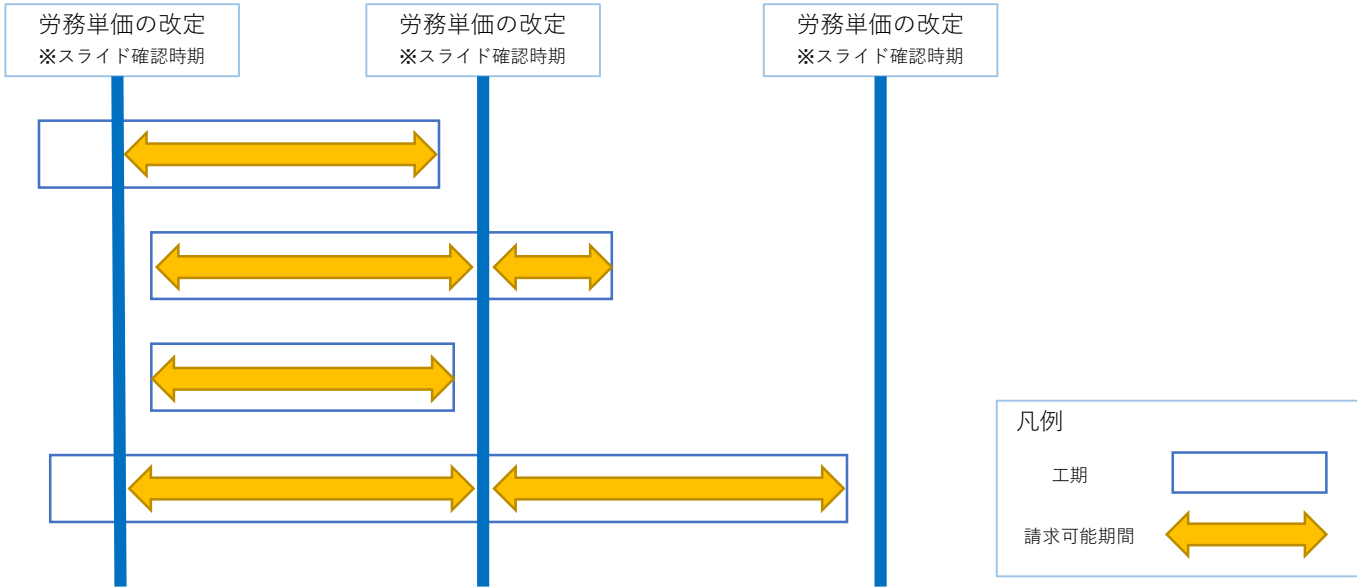 労務単価の改定
※スライド確認時期
労務単価の改定
※スライド確認時期
労務単価の改定
※スライド確認時期
凡例
工期
請求可能期間